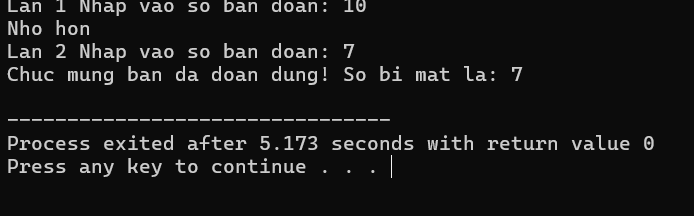 Lan 1 Nhap vao so ban doan: 10
Nho hon
Lan 2 Nhap vao so ban doan: 7
Chuc mung ban da doan dung! So bi mat la: 7
--------------------------------
Process exited after 5.173 seconds with return value 0
Press any key to continue . . .